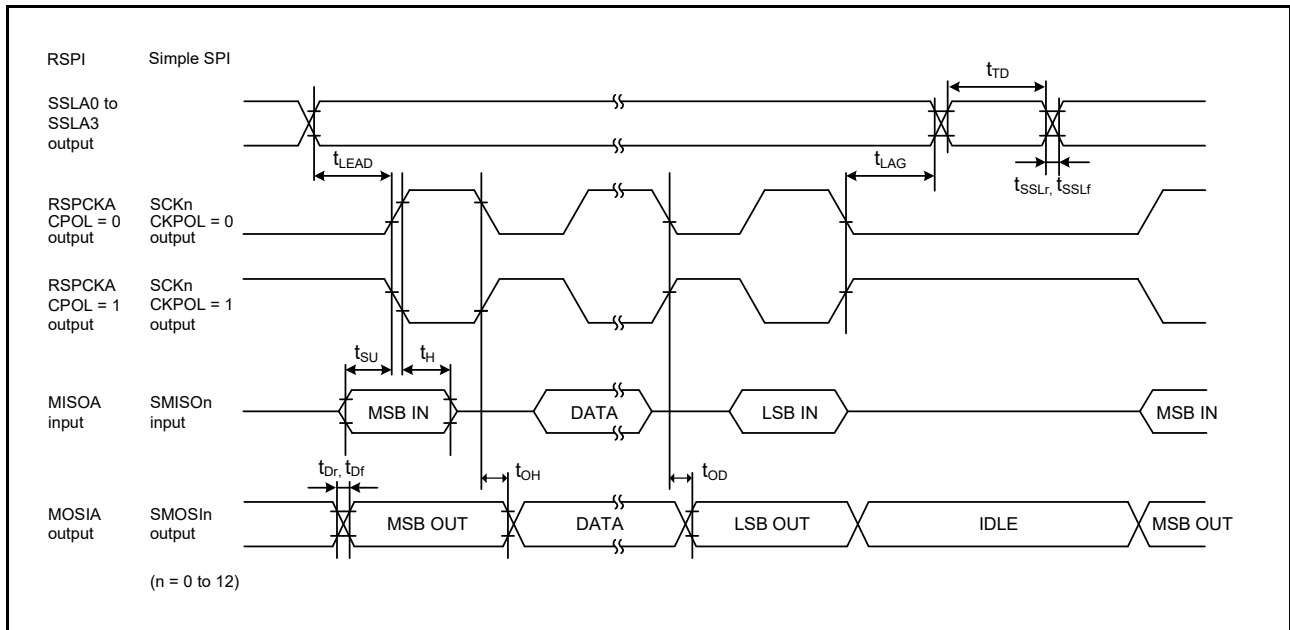 RSPI Simple SPI
tTD
SSLA0 to
SSLA3
output
tLEAD
tLAG
tSSLr, tSSLf
RSPCKA SCKn
CPOL = 0 CKPOL = 0
output output
RSPCKA SCKn
CPOL = 1 CKPOL = 1
output output
tSU tH
MISOA SMISOn
input input
MSB IN DATA LSB IN MSB IN
tDr, tDf tOH tOD
MOSIA SMOSIn
output output
MSB OUT DATA LSB OUT IDLE MSB OUT
(n = 0 to 12)